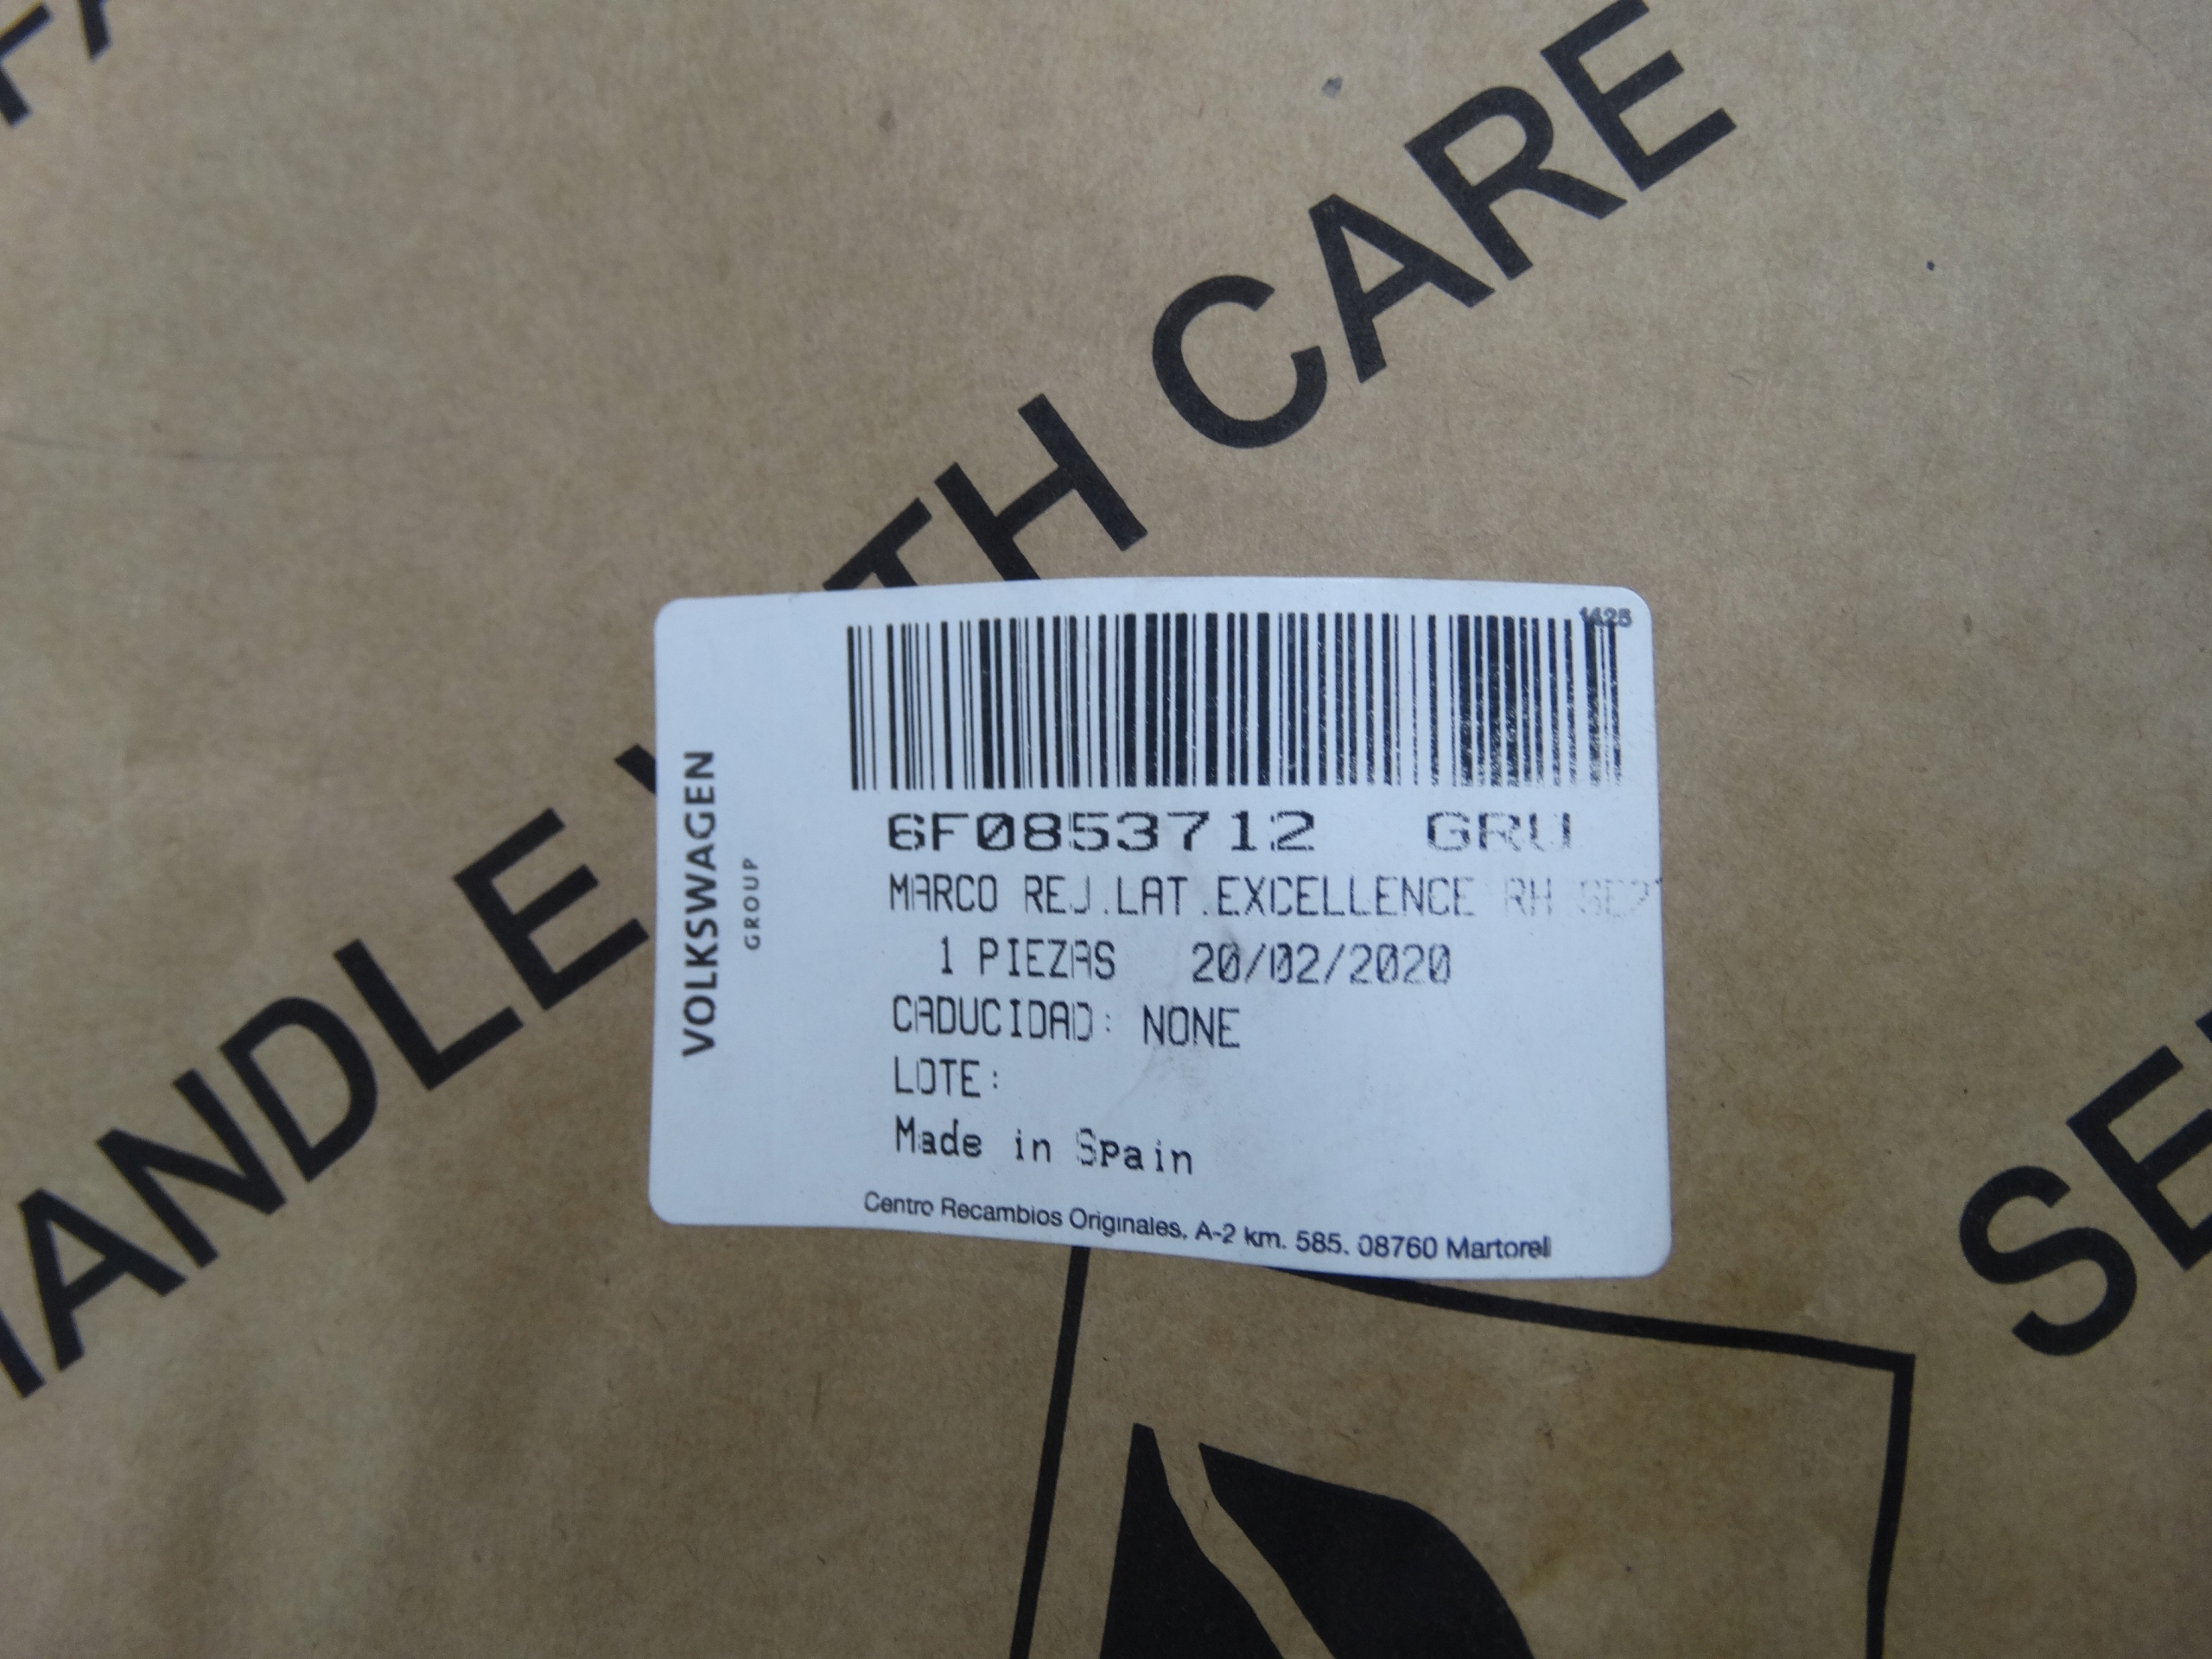 HANDLE WITH CARE
1425
VOLKSWAGEN
GROUP
6F0853712 GRU
MARCO REJ.LAT.EXCELLENCE RH
1 PIEZAS 20/02/2020
CADUCIDAD: NONE
LOTE:
Made in Spain
Centro Recambios Originales, A-2 km. 585. 08760 Martorell